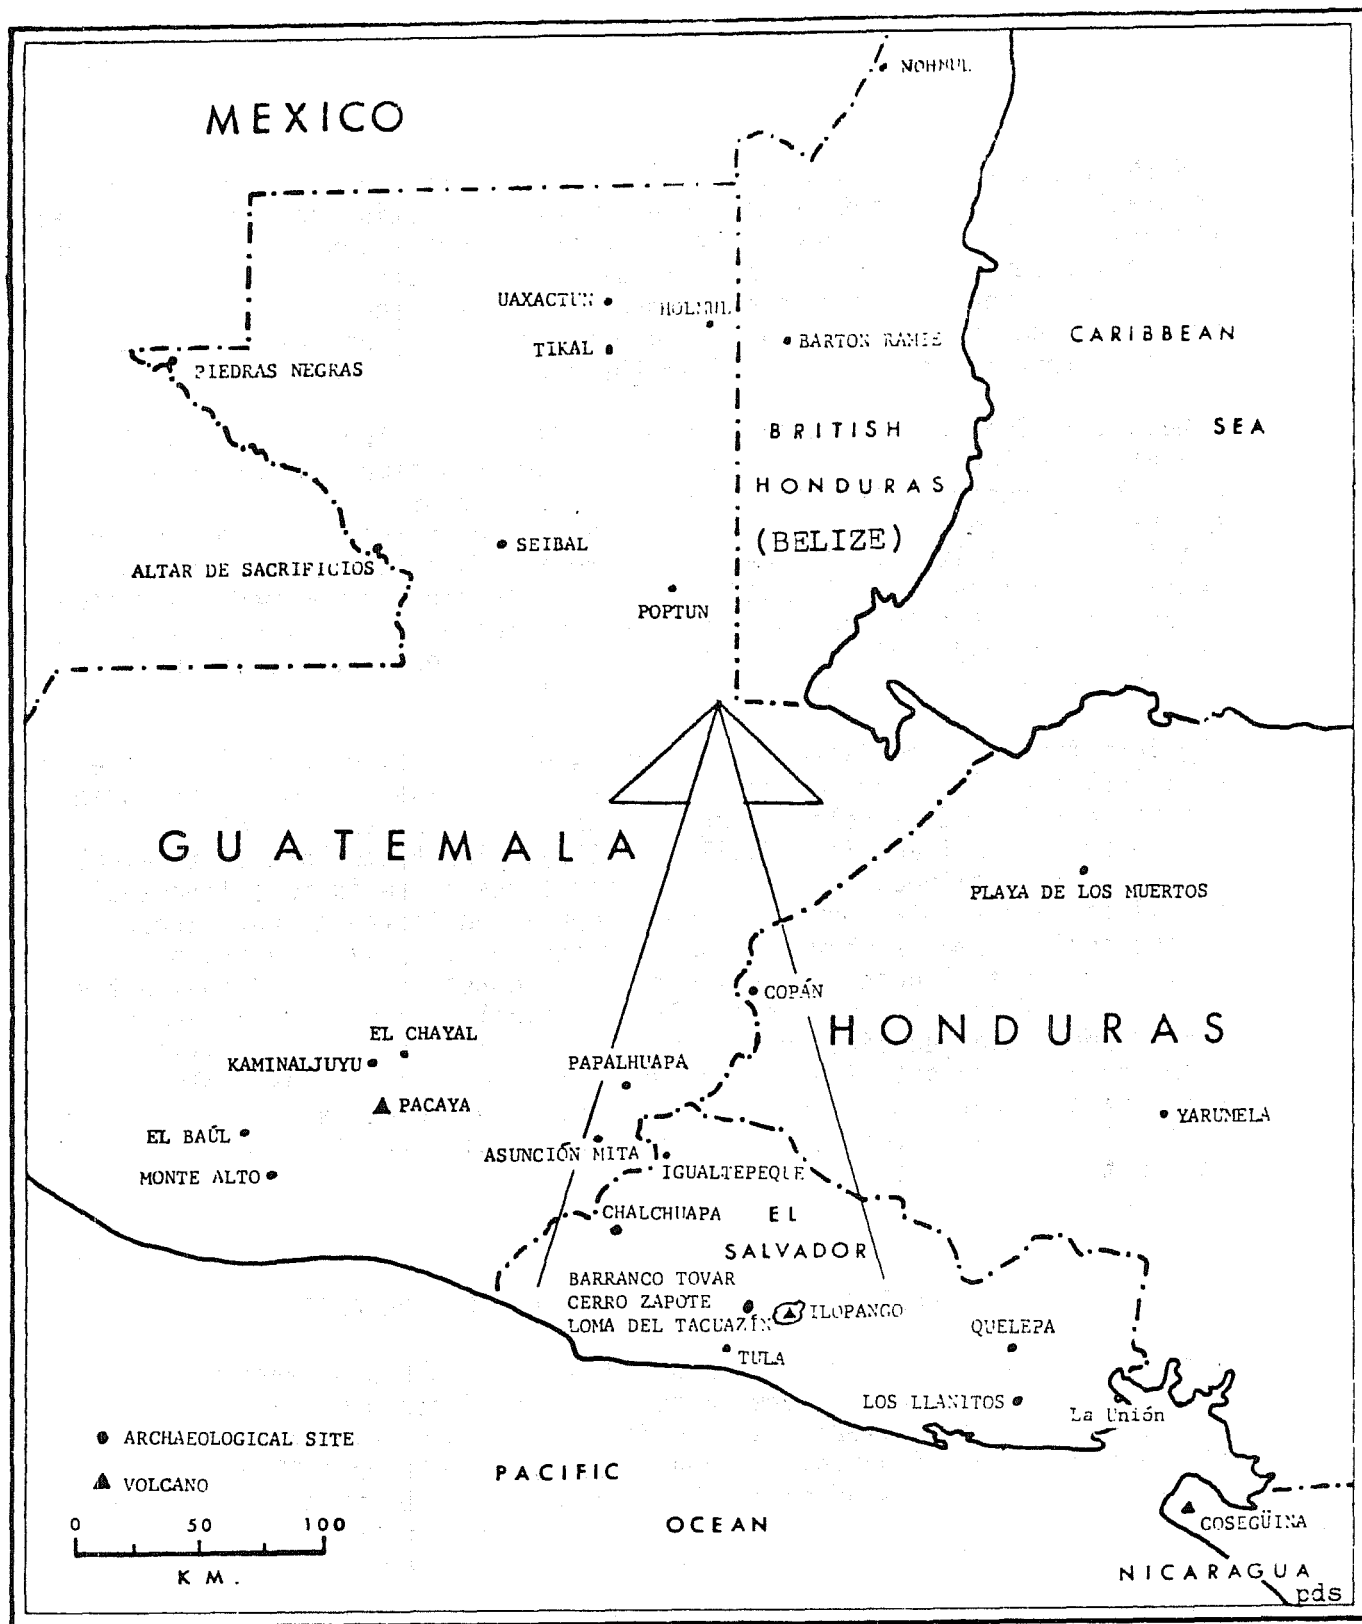 NOHMUL
MEXICO
UAXACTUN
HOLMUL
TIKAL
BARTON RAMIE
CARIBBEAN
SEA
PIEDRAS NEGRAS
BRITISH
HONDURAS
(BELIZE)
SEIBAL
ALTAR DE SACRIFICIOS
POPTUN
GUATEMALA
PLAYA DE LOS MUERTOS
COPÁN
HONDURAS
EL CHAYAL
KAMINALJUYU
PAPALHUAPA
PACAYA
YARUMELA
EL BAÚL
ASUNCIÓN MITA
MONTE ALTO
IGUALTEPEQUE
CHALCHUAPA
EL
SALVADOR
BARRANCO TOVAR
CERRO ZAPOTE
LOMA DEL TACUAZÍN
ILOPANGO
QUELEPA
TULA
LOS LLANITOS
La Unión
ARCHAEOLOGICAL SITE
VOLCANO
PACIFIC
OCEAN
0 50 100
KM.
COSEGÜINA
NICARAGUA
pds